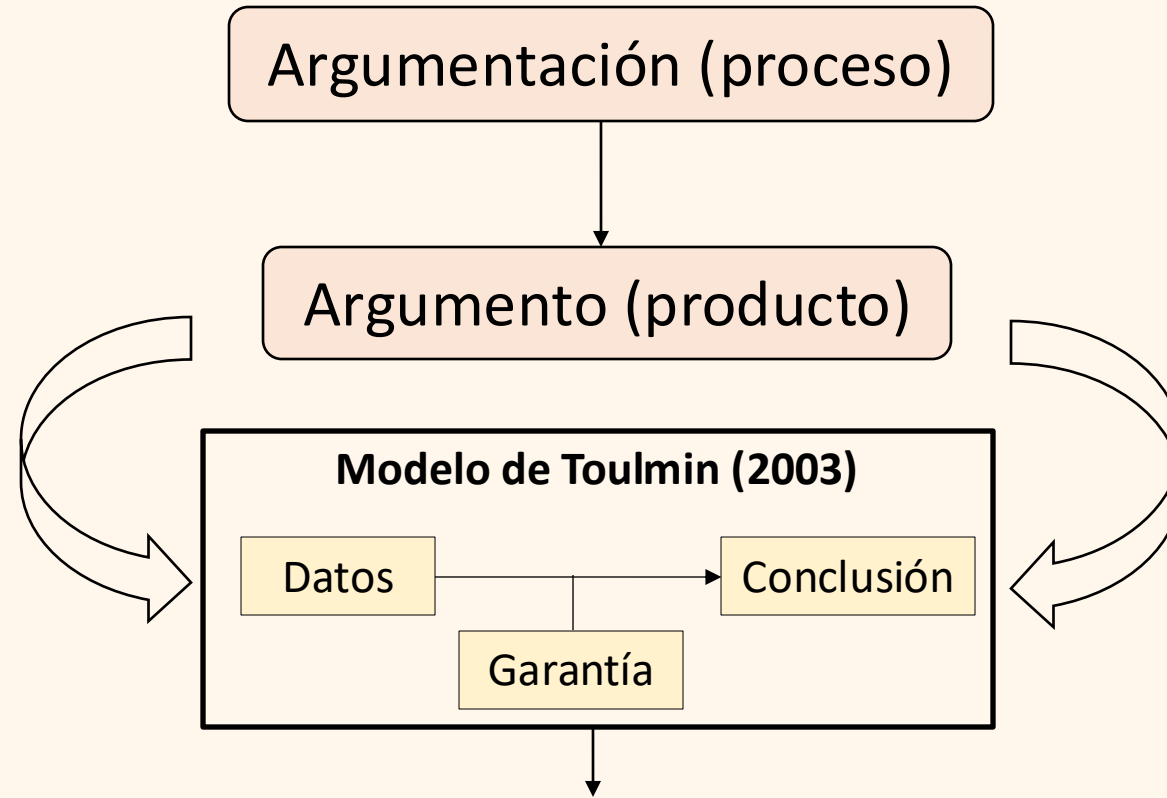 Argumentación (proceso)
Argumento (producto)
Modelo de Toulmin (2003)
Datos
Conclusión
Garantía